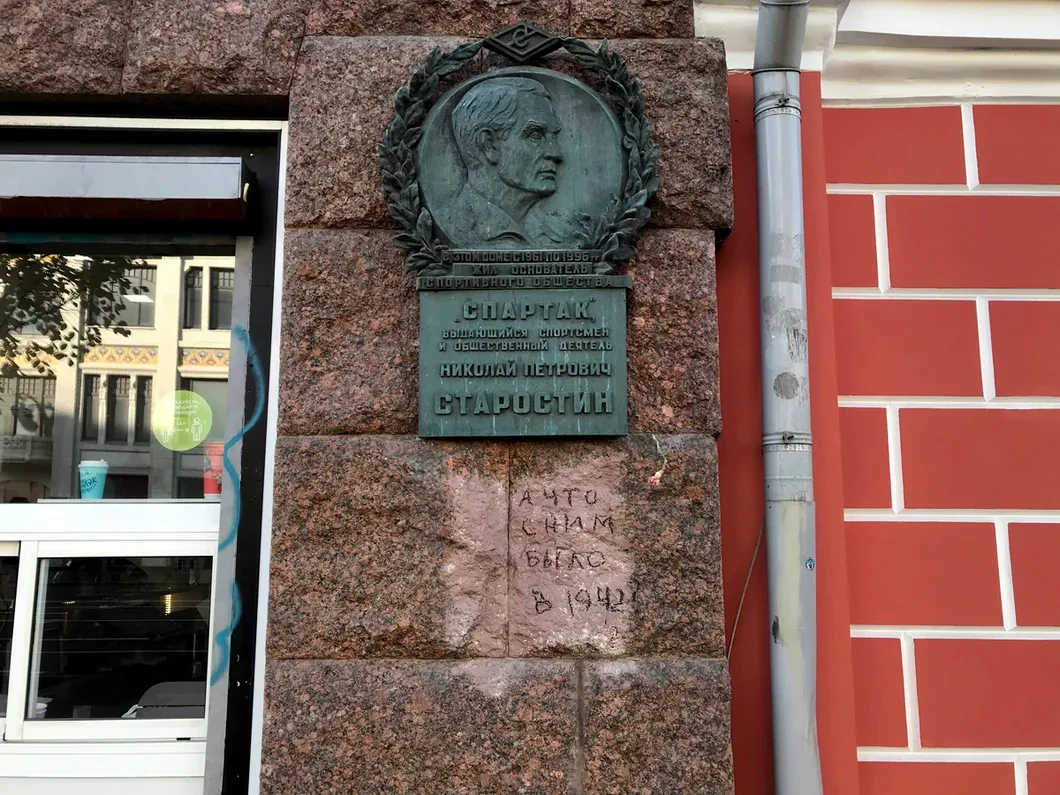 В ЭТОМ ДОМЕ С 1961 ПО 1996 г.
ЖИЛ ОСНОВАТЕЛЬ
СПОРТИВНОГО ОБЩЕСТВА
„СПАРТАК“,
ВЫДАЮЩИЙСЯ СПОРТСМЕН
И ОБЩЕСТВЕННЫЙ ДЕЯТЕЛЬ
НИКОЛАЙ ПЕТРОВИЧ
СТАРОСТИН
А ЧТО
С НИМ
БЫЛО
В 1942
?